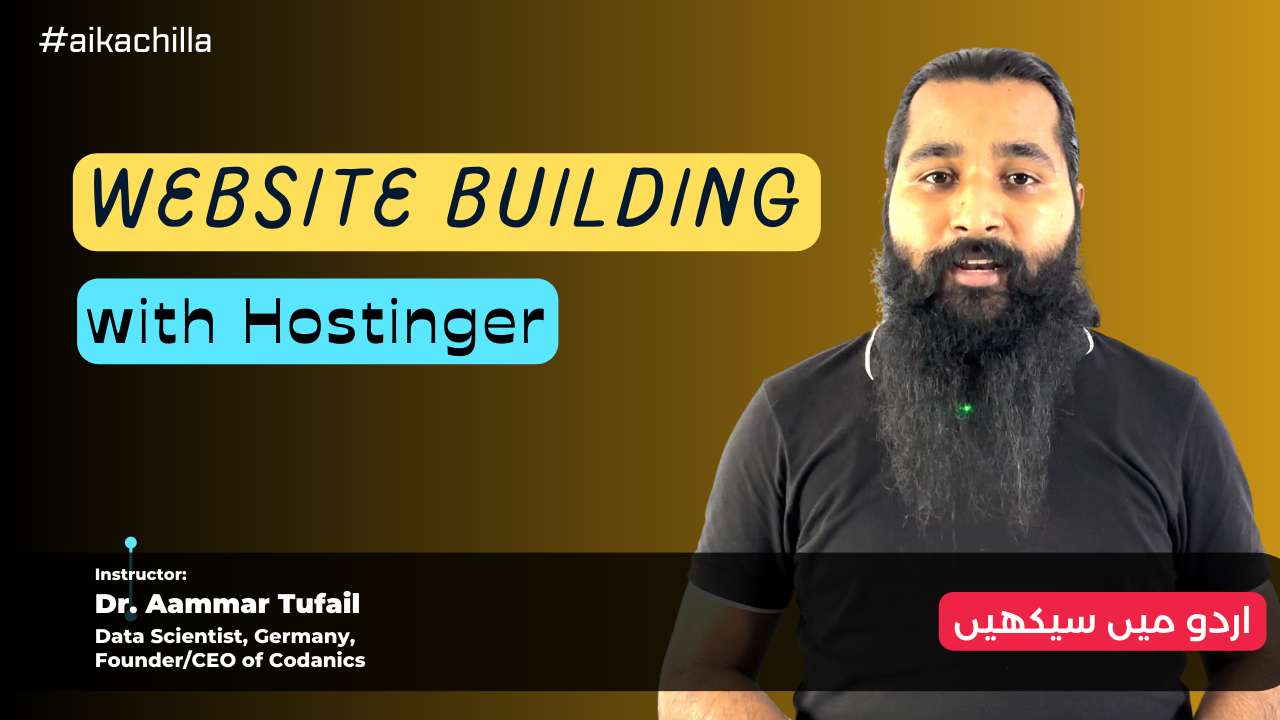 #aikachilla
WEBSITE BUILDING
with Hostinger
Instructor:
Dr. Aammar Tufail
Data Scientist, Germany,
Founder/CEO of Codanics
اردو میں سیکھیں